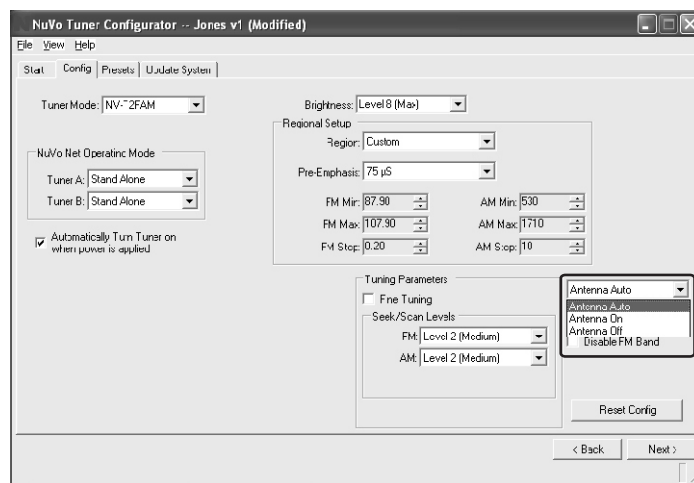 NuVo Tuner Configurator -- Jones v1 (Modified)
File View Help
Start Config Presets Update System
Tuner Mode: NV-T2FAM
Brightness: Level 8 (Max)
Regional Setup
Region: Custom
Pre-Emphasis: 75 µS
NuVo Net Operating Mode
Tuner A: Stand Alone
Tuner B: Stand Alone
FM Min: 87.90
AM Min: 530
FM Max: 107.90
AM Max: 1710
FM Step: 0.20
AM Step: 10
Automatically Turn Tuner on
when power is applied
Tuning Parameters
Fine Tuning
Seek/Scan Levels
FM: Level 2 (Medium)
AM: Level 2 (Medium)
Antenna Auto
Antenna Auto
Antenna On
Antenna Off
Disable FM Band
Reset Config
< Back
Next >